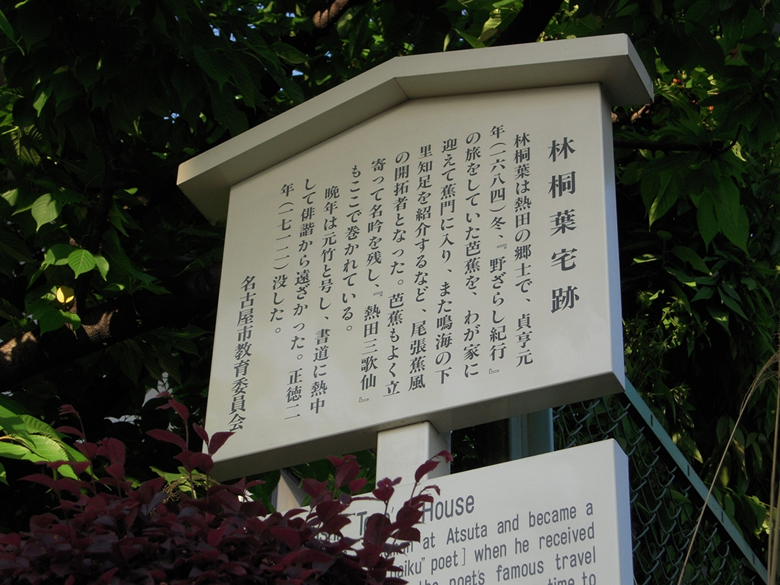 林桐葉宅跡
林桐葉は熱田の郷士で、貞享元
年(一六八四)冬、『野ざらし紀行』
の旅をしていた芭蕉を、わが家に
迎えて蕉門に入り、また鳴海の下
里知足を紹介するなど、尾張蕉風
の開拓者となった。芭蕉もよく立
寄って名吟を残し、『熱田三歌仙』
もここで巻かれている。
晩年は元竹と号し、書道に熱中
して俳諧から遠ざかった。正徳二
年(一七一二)没した。
名古屋市教育委員会
House
at Atsuta and became a
poet] when he received
the poet's famous travel
time to